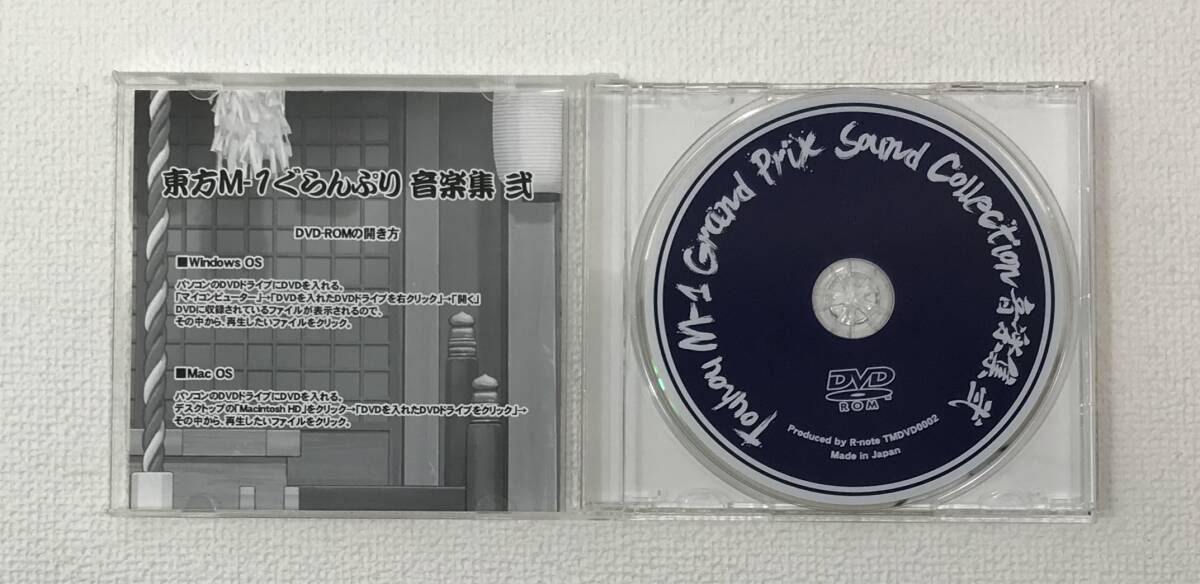 東方M-1ぐらんぷり 音楽集 弐
DVD-ROMの開き方
■Windows OS
パソコンのDVDドライブにDVDを入れる。
「マイコンピューター」→「DVDを入れたDVDドライブを右クリック」→「開く」
DVDに収録されているファイルが表示されるので、
その中から、再生したいファイルをクリック。
■Mac OS
パソコンのDVDドライブにDVDを入れる。
デスクトップの「Macintosh HD」をクリック→「DVDを入れたDVDドライブをクリック」→
その中から、再生したいファイルをクリック。
Touhou M-1 Grand Prix Sound Collection 音楽集 弐
DVD
ROM
Produced by R-note TMDVD0002
Made in Japan